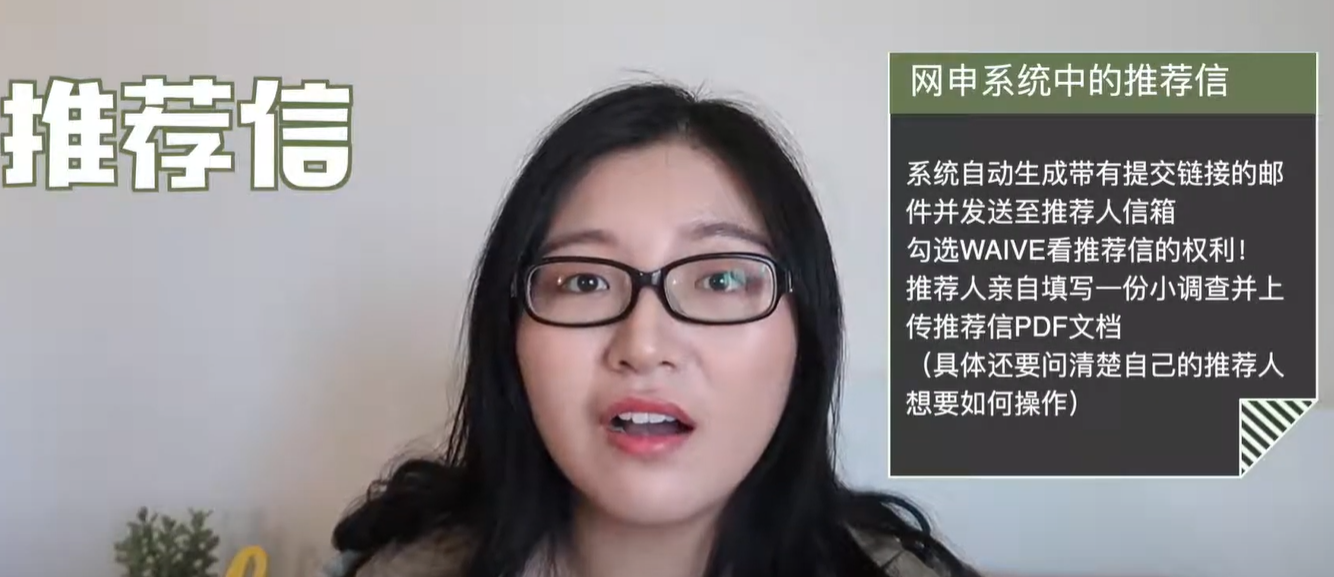 推荐信
网申系统中的推荐信
系统自动生成带有提交链接的邮
件并发送至推荐人信箱
勾选WAIVE看推荐信的权利！
推荐人亲自填写一份小调查并上
传推荐信PDF文档
（具体还要问清楚自己的推荐人
想要如何操作）